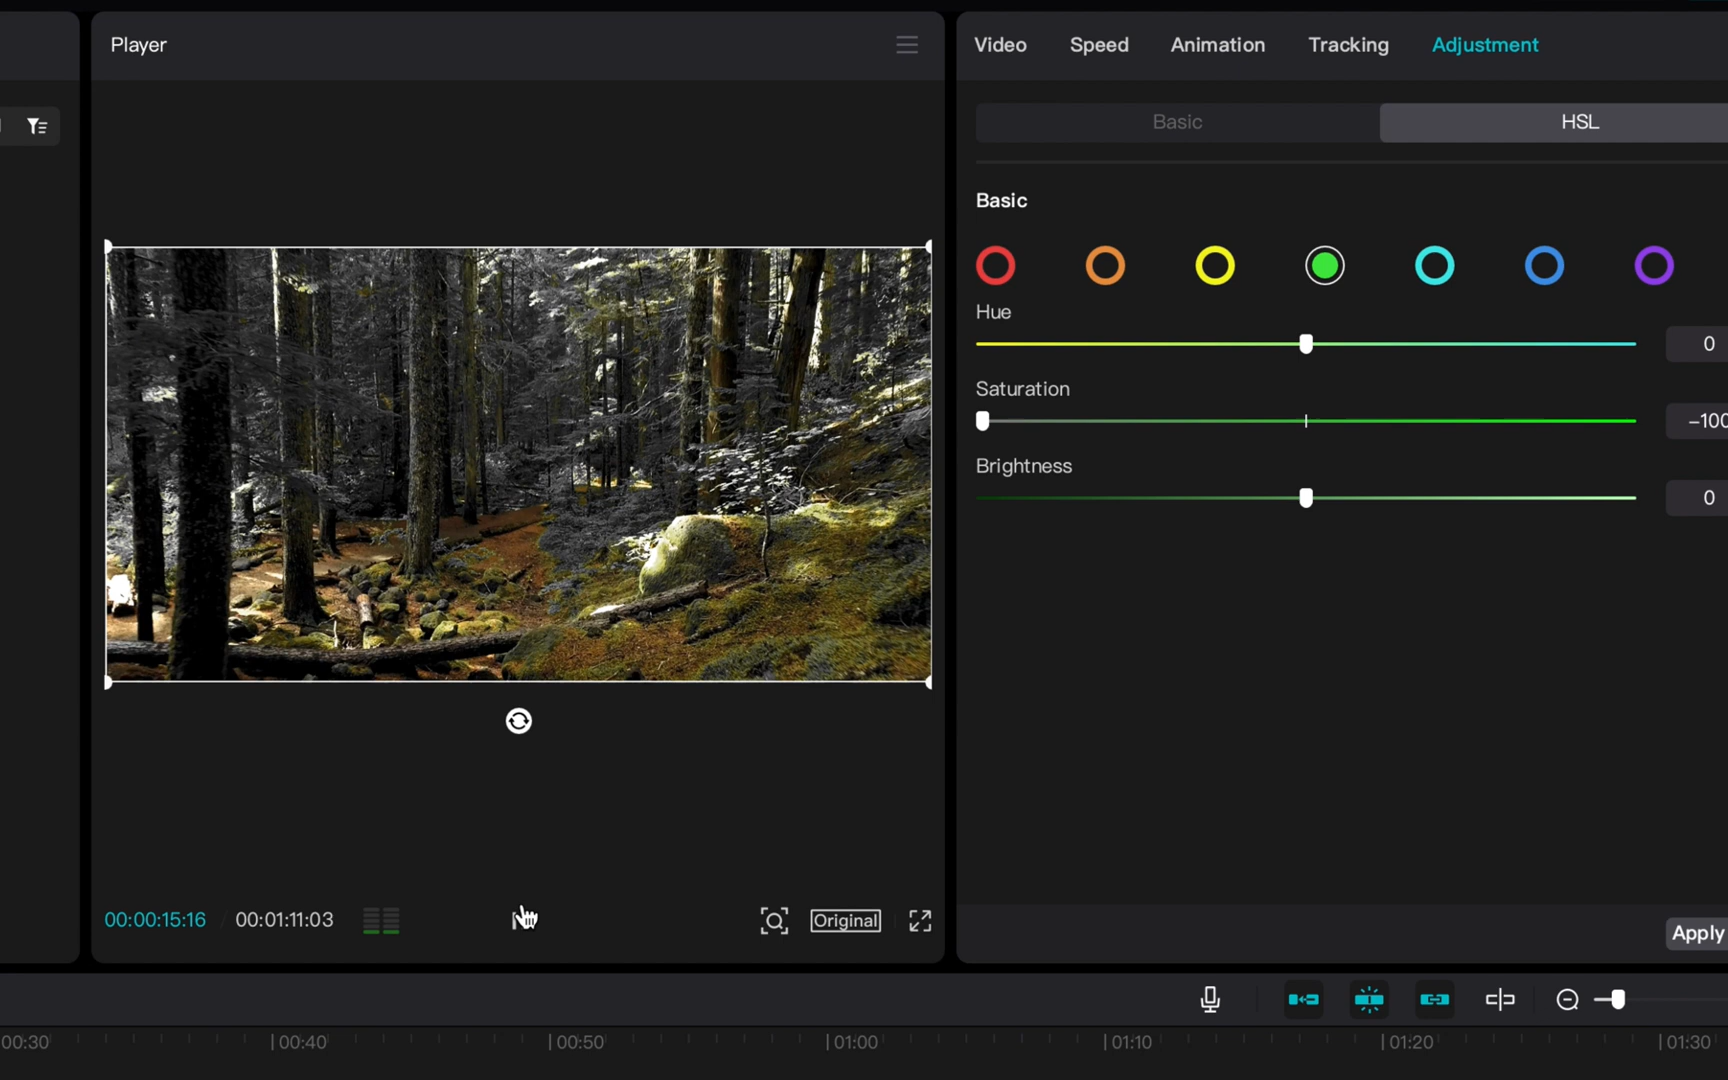 Player
Video Speed Animation Tracking Adjustment
Basic HSL
Basic
Hue
0
Saturation
-100
Brightness
0
00:00:15:16 00:01:11:03
Original
Apply
00:30 00:40 00:50 01:00 01:10 01:20 01:30